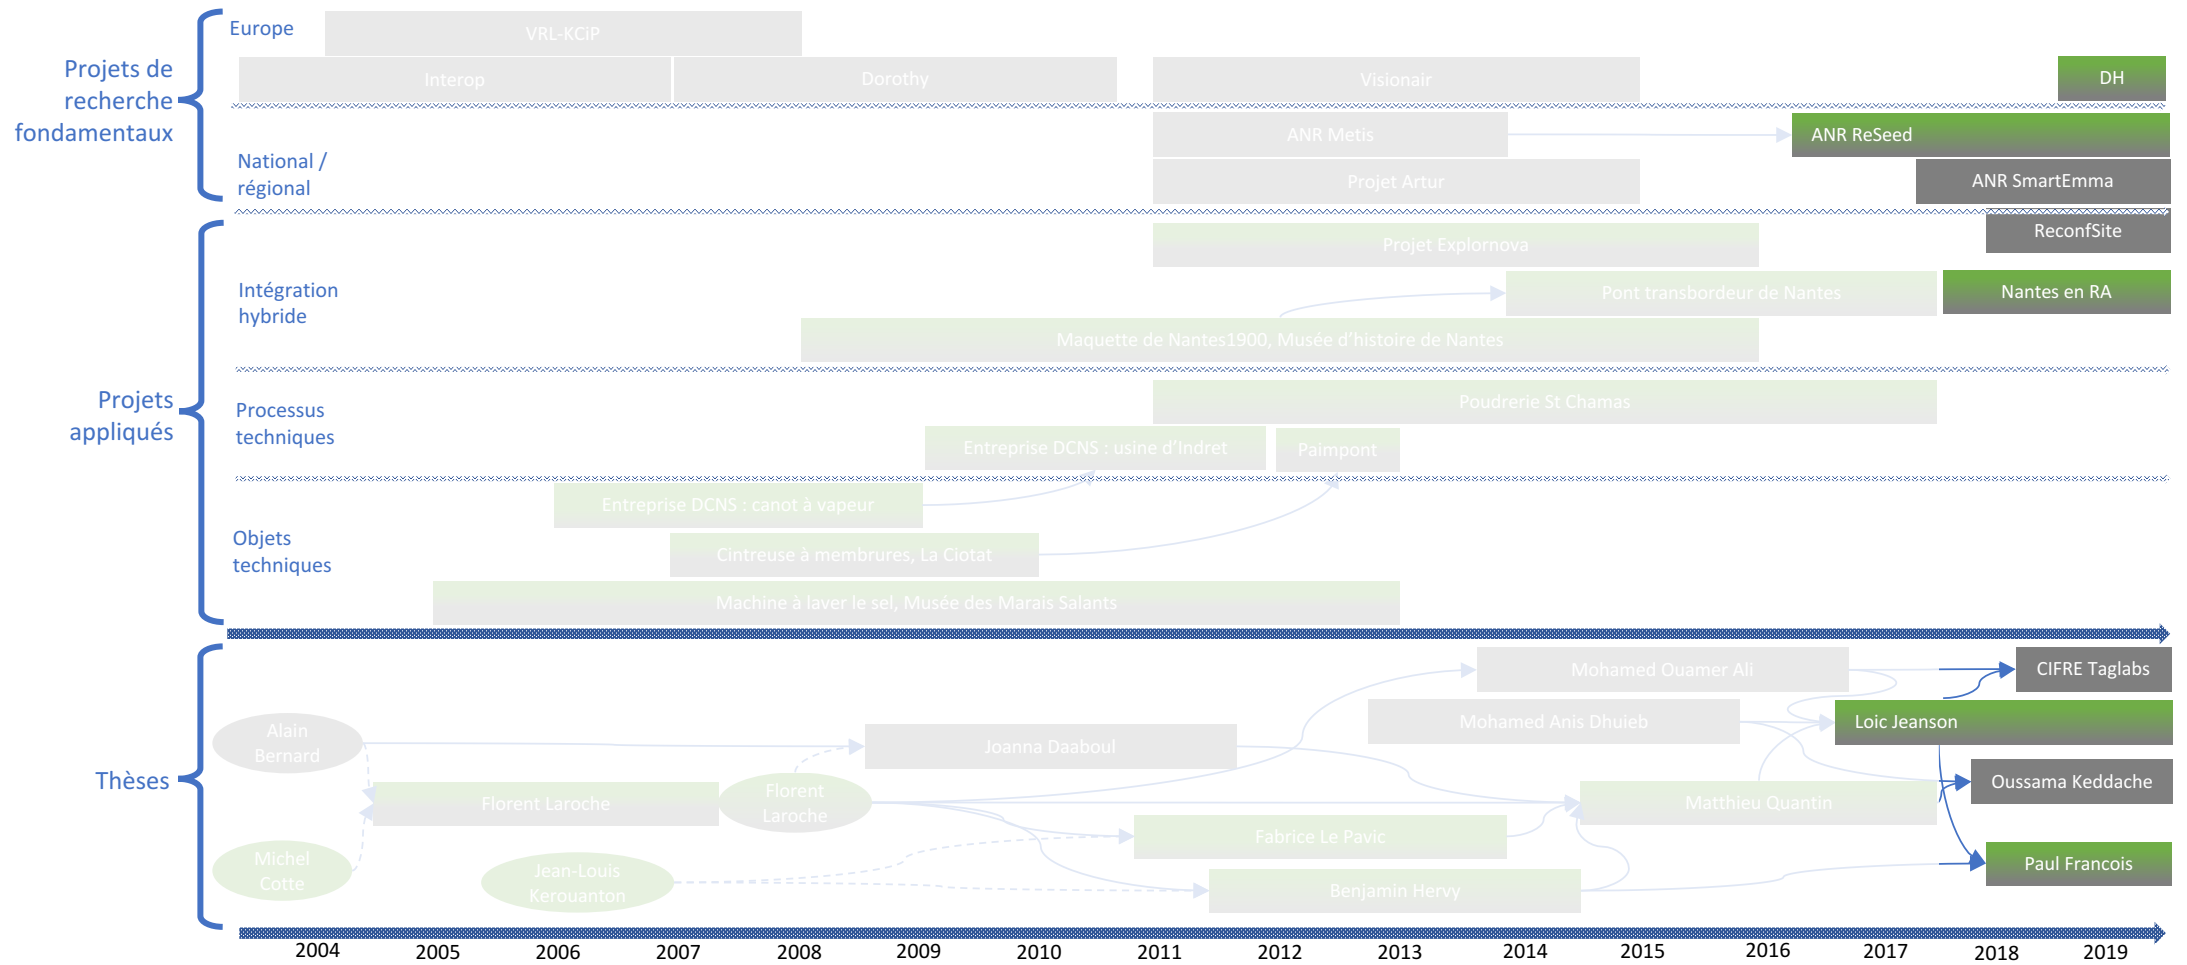 Projets de
recherche
fondamentaux
Europe
VRL-KCiP
Interop
Dorothy
Visionair
DH
National /
régional
ANR Metis
ANR ReSeed
Projet Artur
ANR SmartEmma
Projets
appliqués
Intégration
hybride
ReconfSite
Projet Explornova
Pont transbordeur de Nantes
Nantes en RA
Maquette de Nantes1900, Musée d'histoire de Nantes
Processus
techniques
Poudrerie St Chamas
Entreprise DCNS : usine d'Indret
Paimpont
Objets
techniques
Entreprise DCNS : canot à vapeur
Cintreuse à membrures, La Ciotat
Machine à laver le sel, Musée des Marais Salants
Thèses
Mohamed Ouamer Ali
CIFRE Taglabs
Mohamed Anis Dhuieb
Loic Jeanson
Alain
Bernard
Joanna Daaboul
Oussama Keddache
Florent Laroche
Florent
Laroche
Matthieu Quantin
Fabrice Le Pavic
Michel
Cotte
Jean-Louis
Kerouanton
Benjamin Hervy
Paul Francois
2004
2005
2006
2007
2008
2009
2010
2011
2012
2013
2014
2015
2016
2017
2018
2019